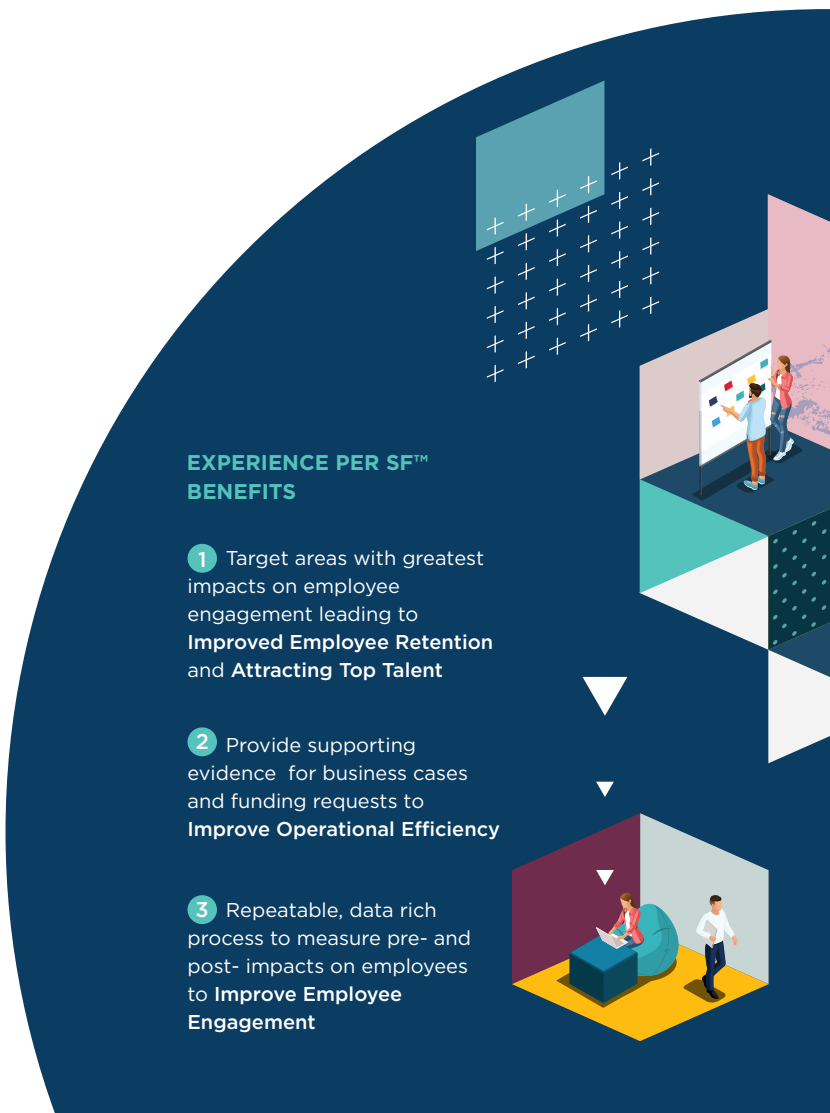 EXPERIENCE PER SF™
BENEFITS
1 Target areas with greatest
impacts on employee
engagement leading to
Improved Employee Retention
and Attracting Top Talent
2 Provide supporting
evidence  for business cases
and funding requests to
Improve Operational Efficiency
3 Repeatable, data rich
process to measure pre- and
post- impacts on employees
to Improve Employee
Engagement